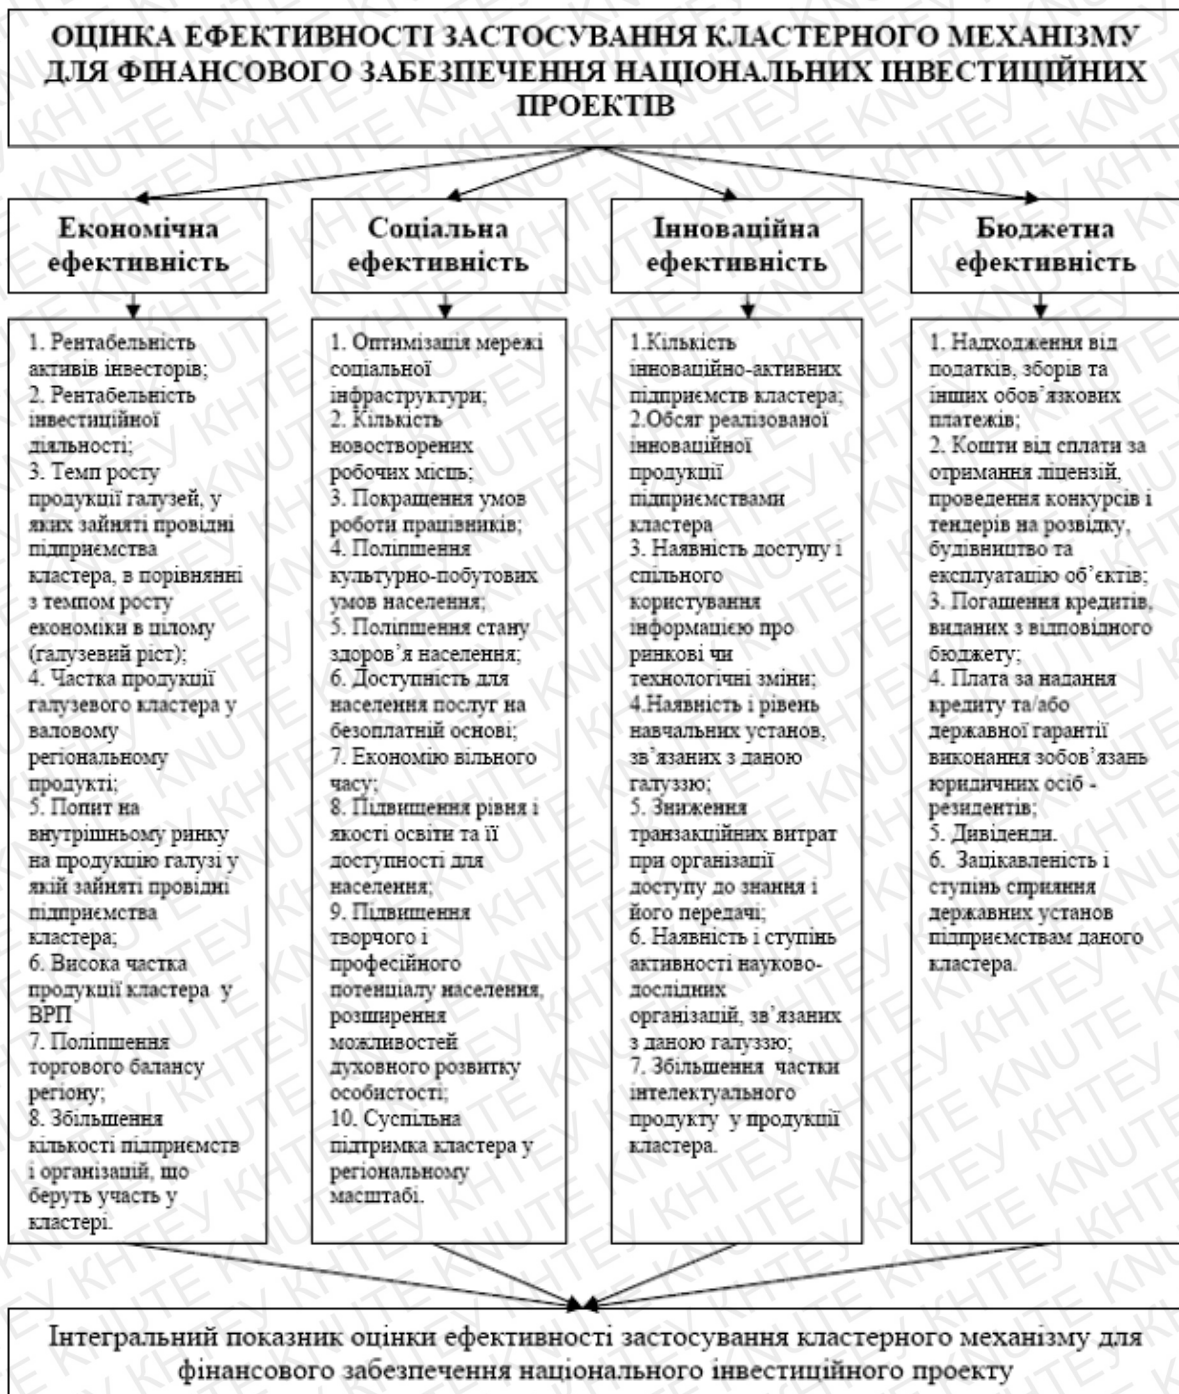 ОЦІНКА ЕФЕКТИВНОСТІ ЗАСТОСУВАННЯ КЛАСТЕРНОГО МЕХАНІЗМУ
ДЛЯ ФІНАНСОВОГО ЗАБЕЗПЕЧЕННЯ НАЦІОНАЛЬНИХ ІНВЕСТИЦІЙНИХ
ПРОЕКТІВ
Економічна
ефективність
1. Рентабельність
активів інвесторів;
2. Рентабельність
інвестиційної
діяльності;
3. Темп росту
продукції галузей, у
яких зайняті провідні
підприємства
кластера, в порівнянні
з темпом росту
економіки в цілому
(галузевий ріст);
4. Частка продукції
галузевого кластера у
валовому
регіональному
продукті;
5. Попит на
внутрішньому ринку
на продукцію галузі у
якій зайняті провідні
підприємства
кластера;
6. Висока частка
продукції кластера у
ВРП
7. Поліпшення
торгового балансу
регіону;
8. Збільшення
кількості підприємств
і організацій, що
беруть участь у
кластері.
Соціальна
ефективність
1. Оптимізація мережі
соціальної
інфраструктури;
2. Кількість
новостворених
робочих місць;
3. Покращення умов
роботи працівників;
4. Поліпшення
культурно-побутових
умов населення;
5. Поліпшення стану
здоров’я населення;
6. Доступність для
населення послуг на
безоплатній основі;
7. Економію вільного
часу;
8. Підвищення рівня і
якості освіти та її
доступності для
населення;
9. Підвищення
творчого і
професійного
потенціалу населення,
розширення
можливостей
духовного розвитку
особистості;
10. Суспільна
підтримка кластера у
регіональному
масштабі.
Інноваційна
ефективність
1.Кількість
інноваційно-активних
підприємств кластера;
2.Обсяг реалізованої
інноваційної
продукції
підприємствами
кластера
3. Наявність доступу і
спільного
користування
інформацією про
ринкові чи
технологічні зміни;
4.Наявність і рівень
навчальних установ,
зв’язаних з даною
галуззю;
5. Зниження
транзакційних витрат
при організації
доступу до знання і
його передачі;
6. Наявність і ступінь
активності науково-
дослідних
організацій, зв’язаних
з даною галуззю;
7. Збільшення частки
інтелектуального
продукту у продукції
кластера.
Бюджетна
ефективність
1. Надходження від
податків, зборів та
інших обов’язкових
платежів;
2. Кошти від сплати за
отримання ліцензій,
проведення конкурсів і
тендерів на розвідку,
будівництво та
експлуатацію об’єктів;
3. Погашення кредитів,
виданих з відповідного
бюджету;
4. Плата за надання
кредиту та/або
державної гарантії
виконання зобов’язань
юридичних осіб -
резидентів;
5. Дивіденди.
6. Зацікавленість і
ступінь сприяння
державних установ
підприємствам даного
кластера.
Інтегральний показник оцінки ефективності застосування кластерного механізму для
фінансового забезпечення національного інвестиційного проекту